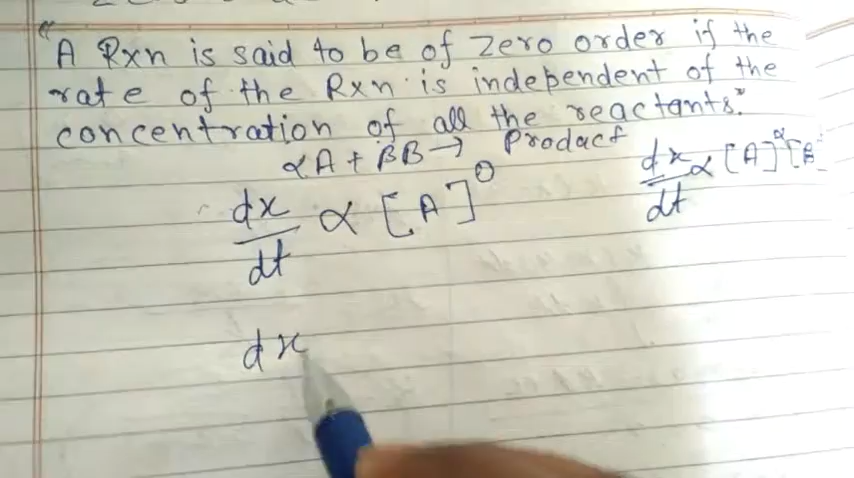 "A Rxn is said to be of zero order if the
rate of the Rxn is independent of the
concentration of all the reactants."
αA + βB → Product
dx/dt ∝ [A]^α [B
dx/dt ∝ [A]^0
dx